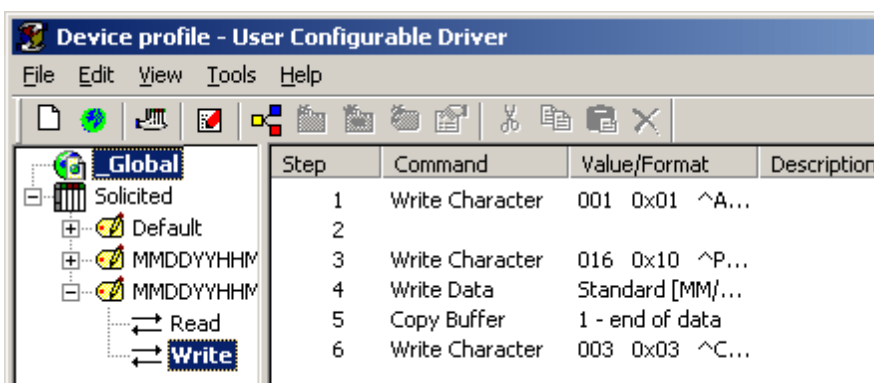 Device profile - User Configurable Driver
File Edit View Tools Help
_Global
Solicited
Default
MMDDYYHHM
MMDDYYHHM
Read
Write
Step Command Value/Format Description
1 Write Character 001 0x01 ^A...
2
3 Write Character 016 0x10 ^P...
4 Write Data Standard [MM/...
5 Copy Buffer 1 - end of data
6 Write Character 003 0x03 ^C...